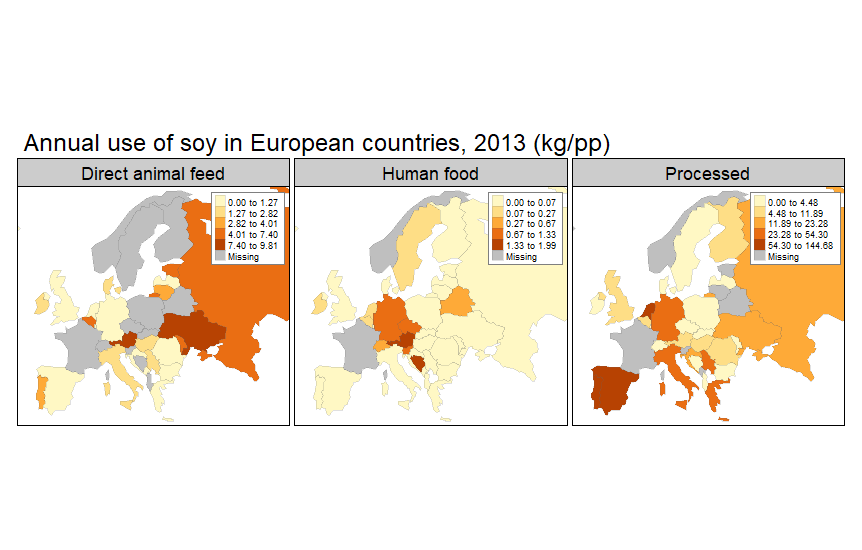 Annual use of soy in European countries, 2013 (kg/pp)
Direct animal feed
0.00 to 1.27
1.27 to 2.82
2.82 to 4.01
4.01 to 7.40
7.40 to 9.81
Missing
Human food
0.00 to 0.07
0.07 to 0.27
0.27 to 0.67
0.67 to 1.33
1.33 to 1.99
Missing
Processed
0.00 to 4.48
4.48 to 11.89
11.89 to 23.28
23.28 to 54.30
54.30 to 144.68
Missing